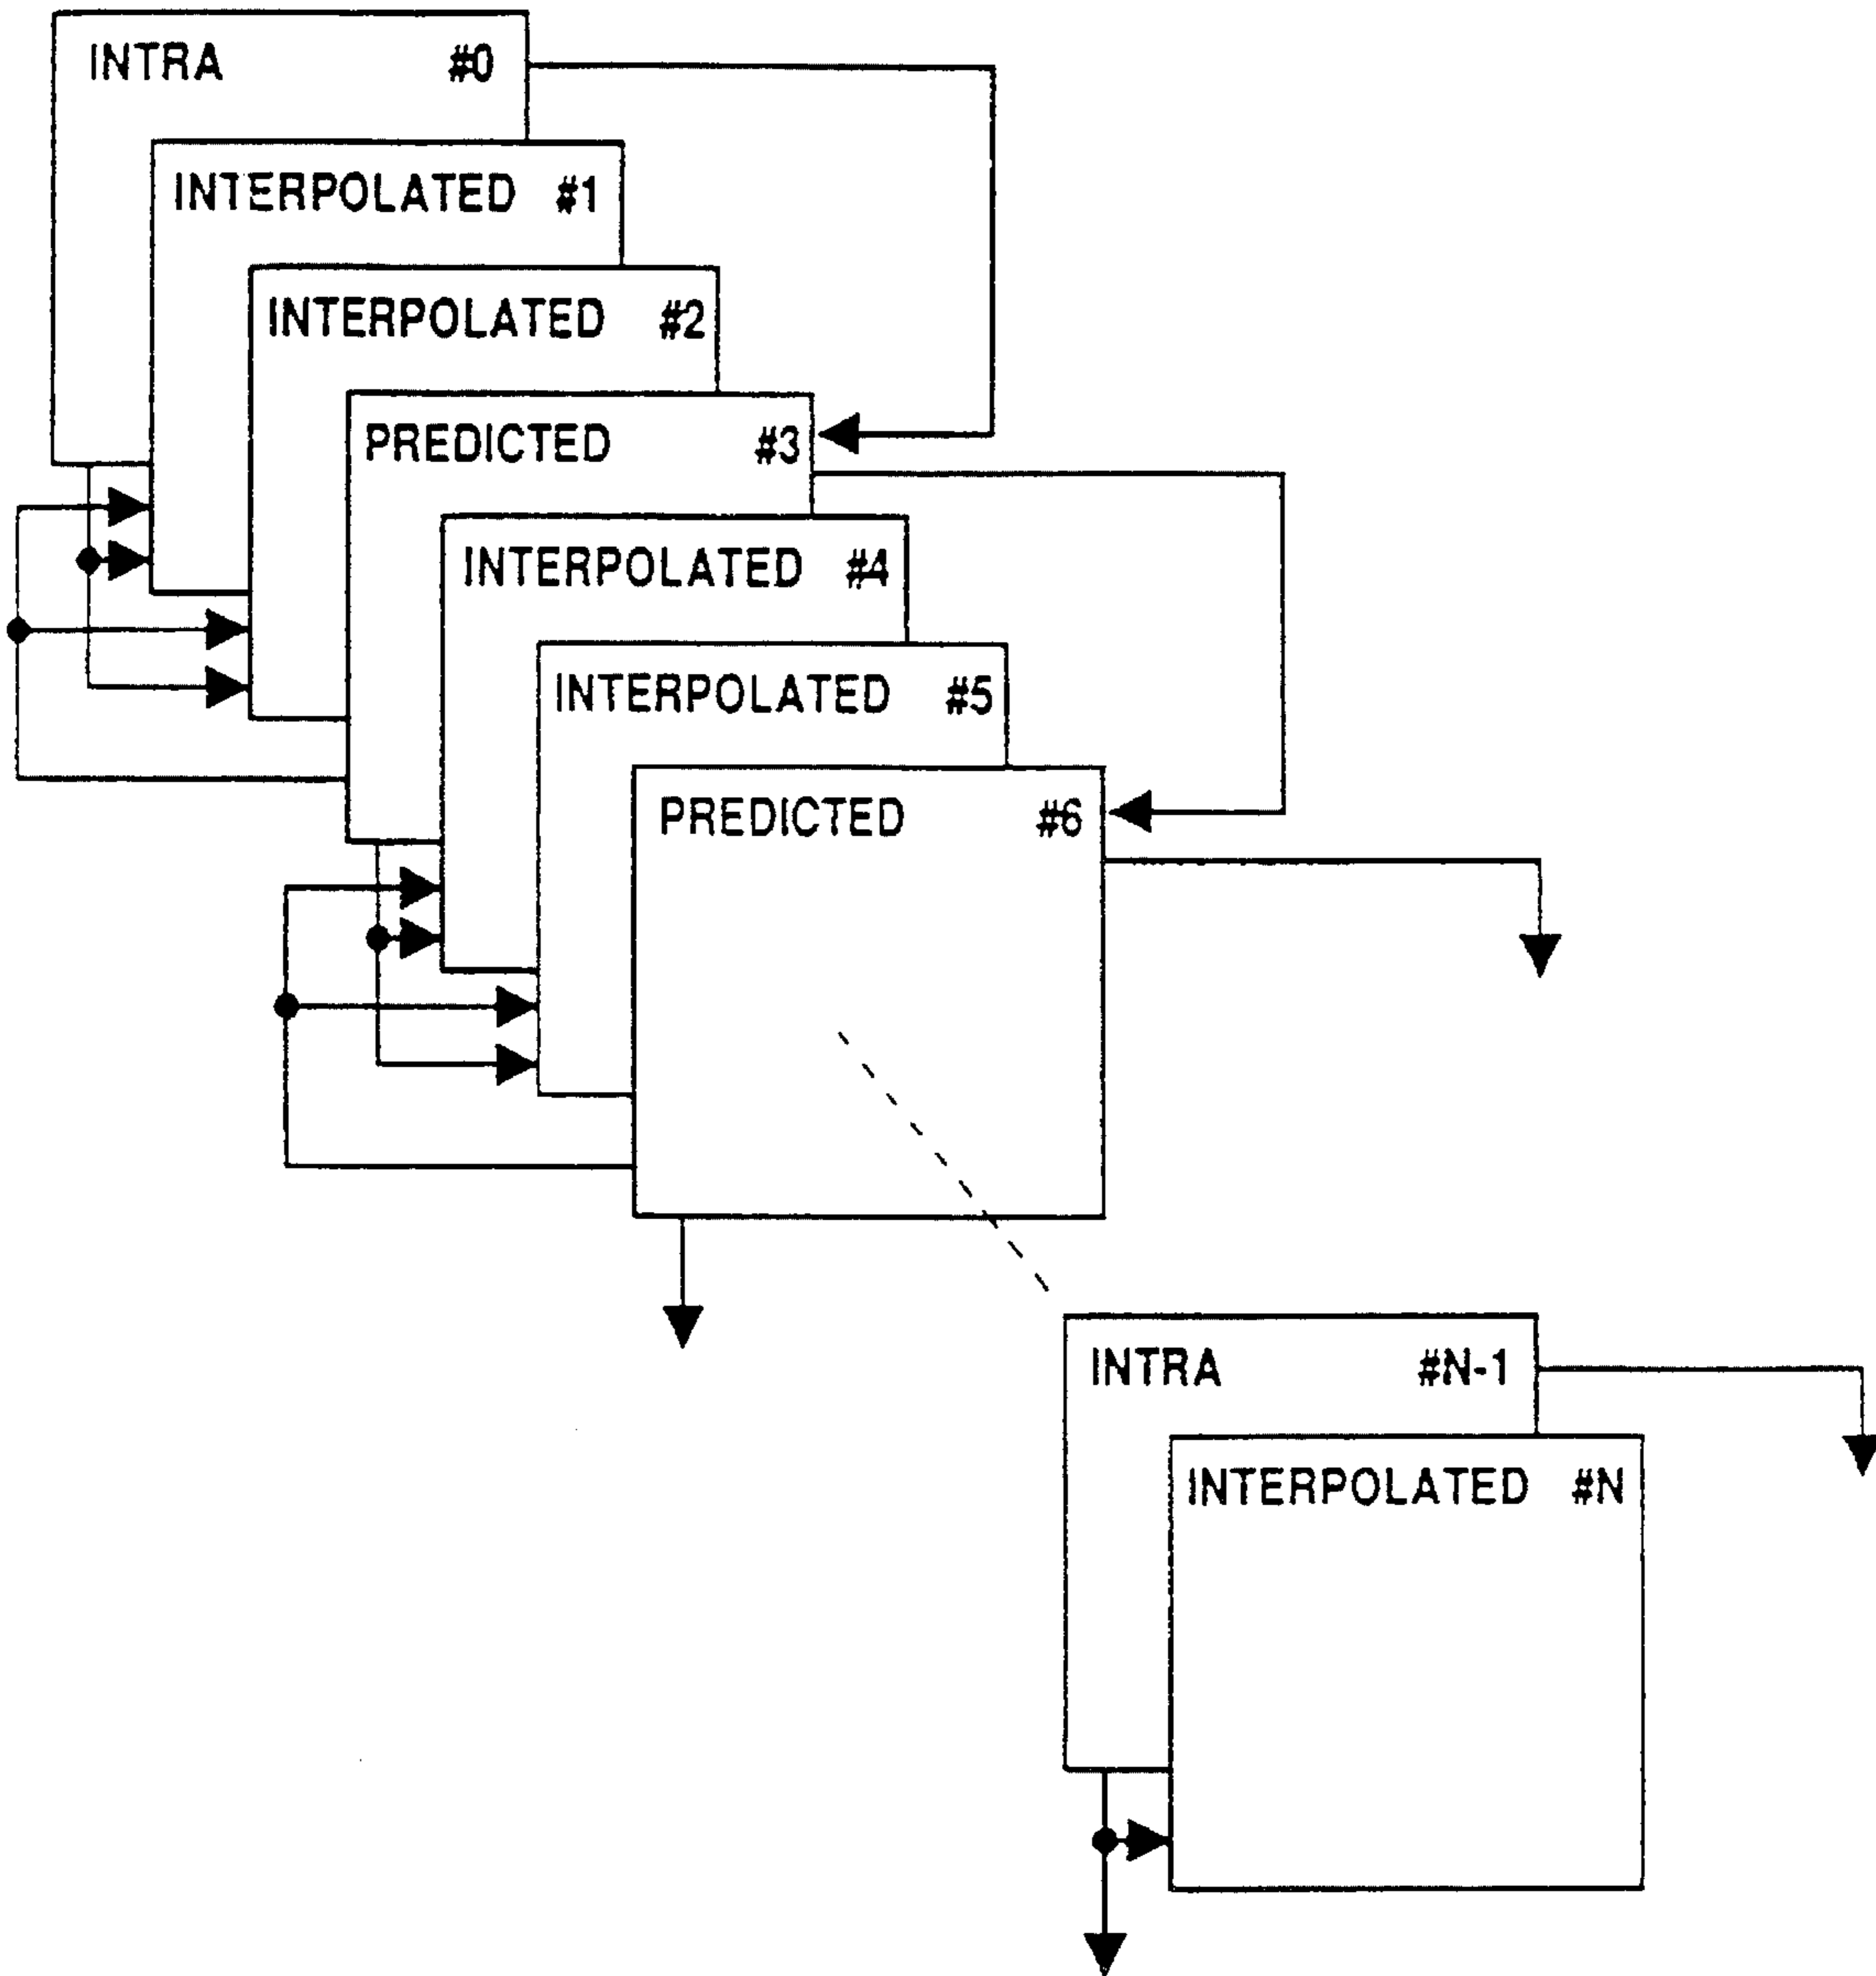 INTRA #0
INTERPOLATED #1
INTERPOLATED #2
PREDICTED #3
INTERPOLATED #4
INTERPOLATED #5
PREDICTED #6
INTRA #N-1
INTERPOLATED #N